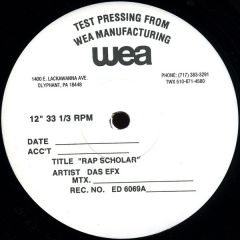 TEST PRESSING FROM
WEA MANUFACTURING
wea
1400 E. LACKAWANNA AVE.
OLYPHANT, PA 18448
PHONE: (717) 383-3291
TWX 510-671-4500
12" 33 1/3 RPM
DATE
ACC'T
TITLE "RAP SCHOLAR"
ARTIST DAS EFX
MTX.
REC. NO. ED 6069A